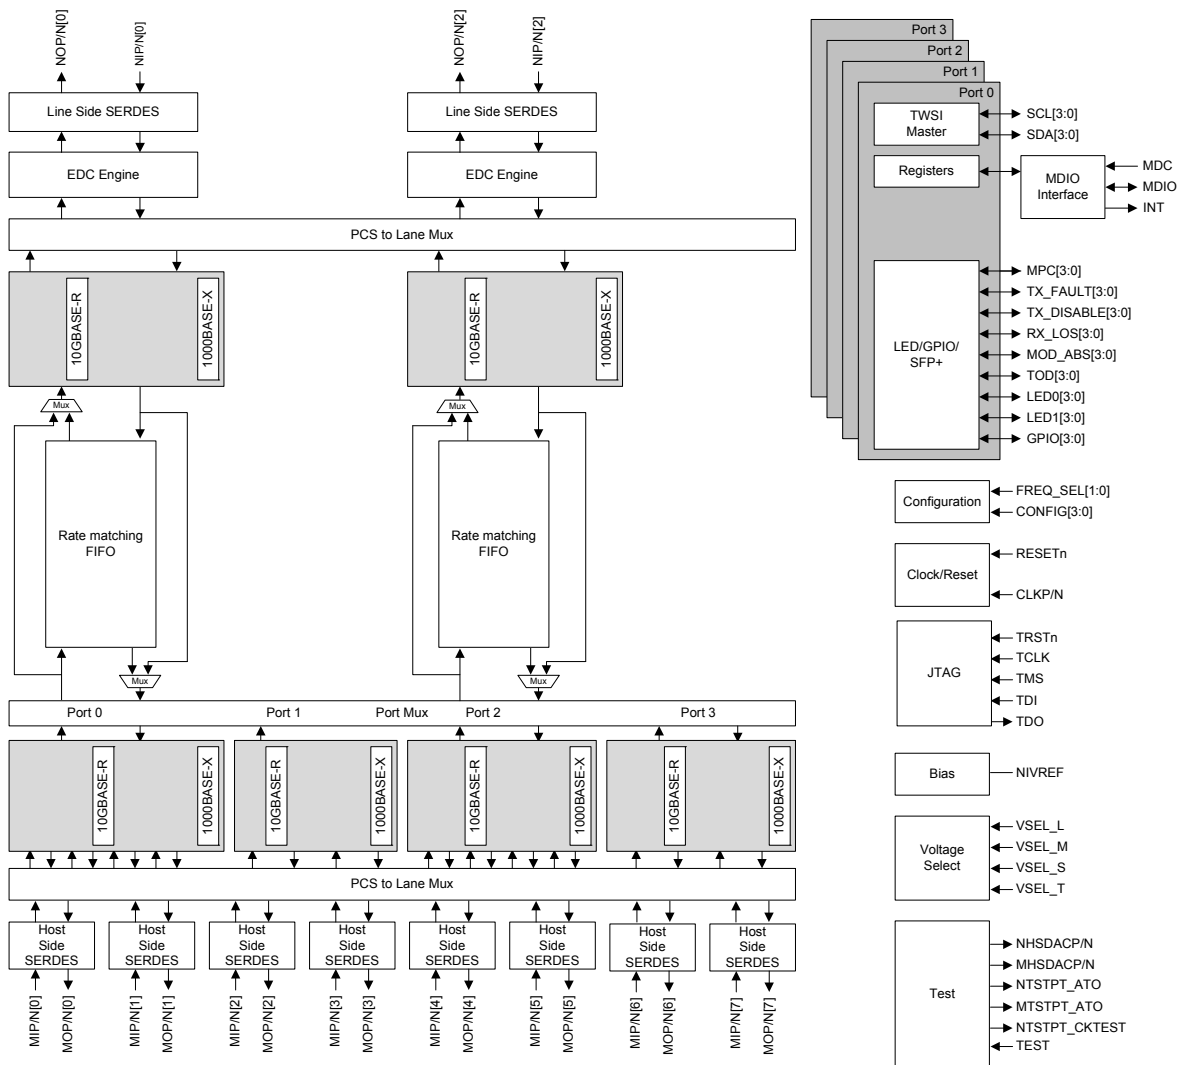 NOP/N[0]
NIP/N[0]
NOP/N[2]
NIP/N[2]
Line Side SERDES
Line Side SERDES
EDC Engine
EDC Engine
PCS to Lane Mux
10GBASE-R
1000BASE-X
10GBASE-R
1000BASE-X
Mux
Mux
Rate matching
FIFO
Rate matching
FIFO
Mux
Mux
Port 0
Port 1
Port Mux
Port 2
Port 3
10GBASE-R
1000BASE-X
10GBASE-R
1000BASE-X
10GBASE-R
1000BASE-X
10GBASE-R
1000BASE-X
PCS to Lane Mux
Host
Side
SERDES
Host
Side
SERDES
Host
Side
SERDES
Host
Side
SERDES
Host
Side
SERDES
Host
Side
SERDES
Host
Side
SERDES
Host
Side
SERDES
MIP/N[0]
MOP/N[0]
MIP/N[1]
MOP/N[1]
MIP/N[2]
MOP/N[2]
MIP/N[3]
MOP/N[3]
MIP/N[4]
MOP/N[4]
MIP/N[5]
MOP/N[5]
MIP/N[6]
MOP/N[6]
MIP/N[7]
MOP/N[7]
Port 3
Port 2
Port 1
Port 0
TWSI
Master
SCL[3:0]
SDA[3:0]
Registers
MDIO
Interface
MDC
MDIO
INT
LED/GPIO/
SFP+
MPC[3:0]
TX_FAULT[3:0]
TX_DISABLE[3:0]
RX_LOS[3:0]
MOD_ABS[3:0]
TOD[3:0]
LED0[3:0]
LED1[3:0]
GPIO[3:0]
Configuration
FREQ_SEL[1:0]
CONFIG[3:0]
Clock/Reset
RESETn
CLKP/N
JTAG
TRSTn
TCLK
TMS
TDI
TDO
Bias
NIVREF
Voltage
Select
VSEL_L
VSEL_M
VSEL_S
VSEL_T
Test
NHSDACP/N
MHSDACP/N
NTSTPT_ATO
MTSTPT_ATO
NTSTPT_CKTEST
TEST